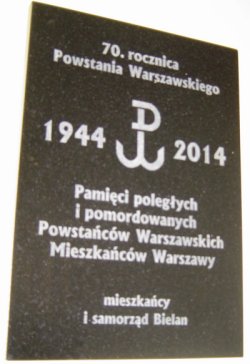 70. rocznica
Powstania Warszawskiego
1944 2014
Pamięci poległych
i pomordowanych
Powstańców Warszawskich
Mieszkańców Warszawy
mieszkańcy
i samorząd Bielan